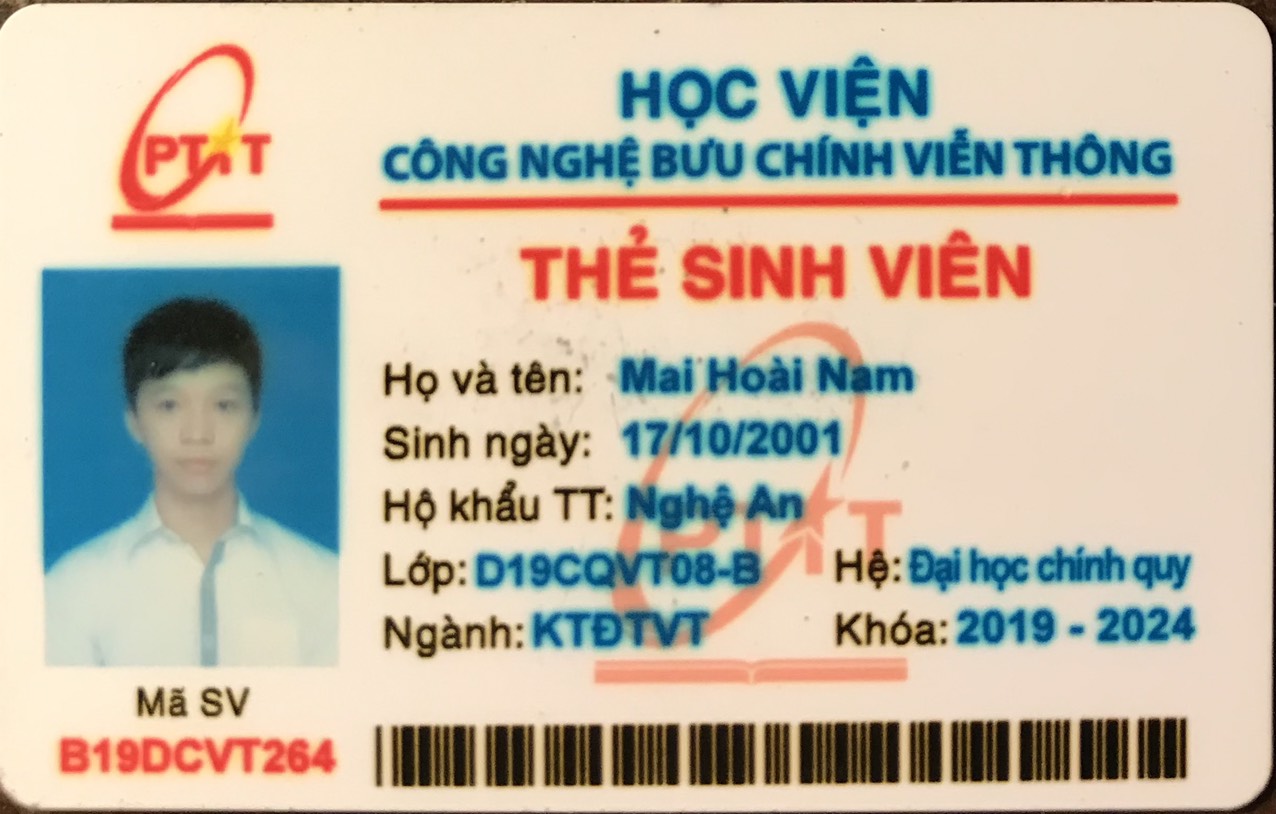 PTIT
HỌC VIỆN
CÔNG NGHỆ BƯU CHÍNH VIỄN THÔNG
THẺ SINH VIÊN
Họ và tên: Mai Hoài Nam
Sinh ngày: 17/10/2001
Hộ khẩu TT: Nghệ An
Lớp: D19CQVT08-B Hệ: Đại học chính quy
Ngành: KTĐTVT Khóa: 2019 - 2024
PTIT
Mã SV
B19DCVT264